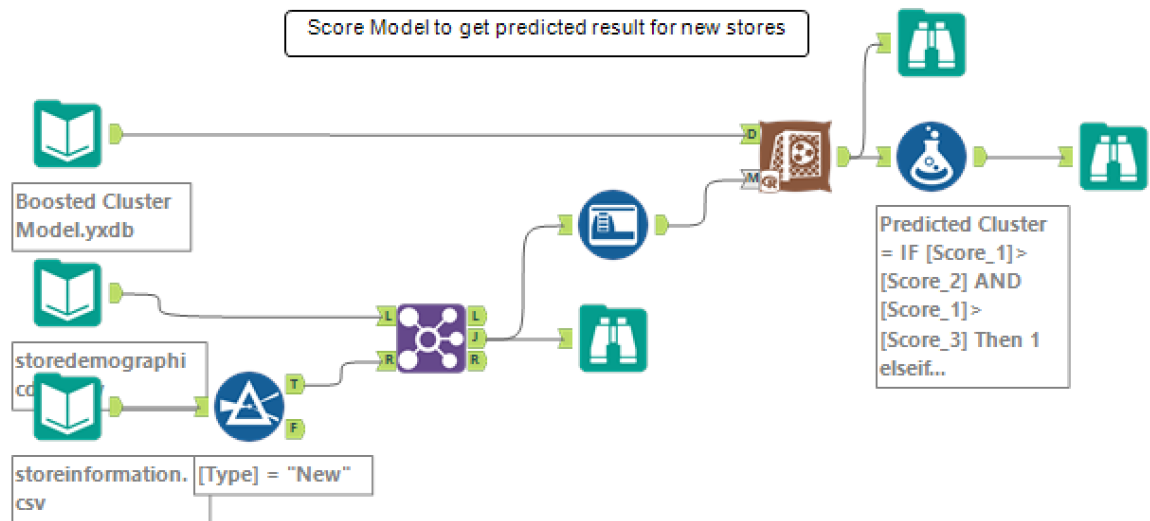 Score Model to get predicted result for new stores
D
M
R
Boosted Cluster
Model.yxdb
Predicted Cluster
= IF [Score_1]>
[Score_2] AND
[Score_1]>
[Score_3] Then 1
elseif...
L
R
L
J
R
storedemographi
T
F
storeinformation.
csv
[Type] = "New"